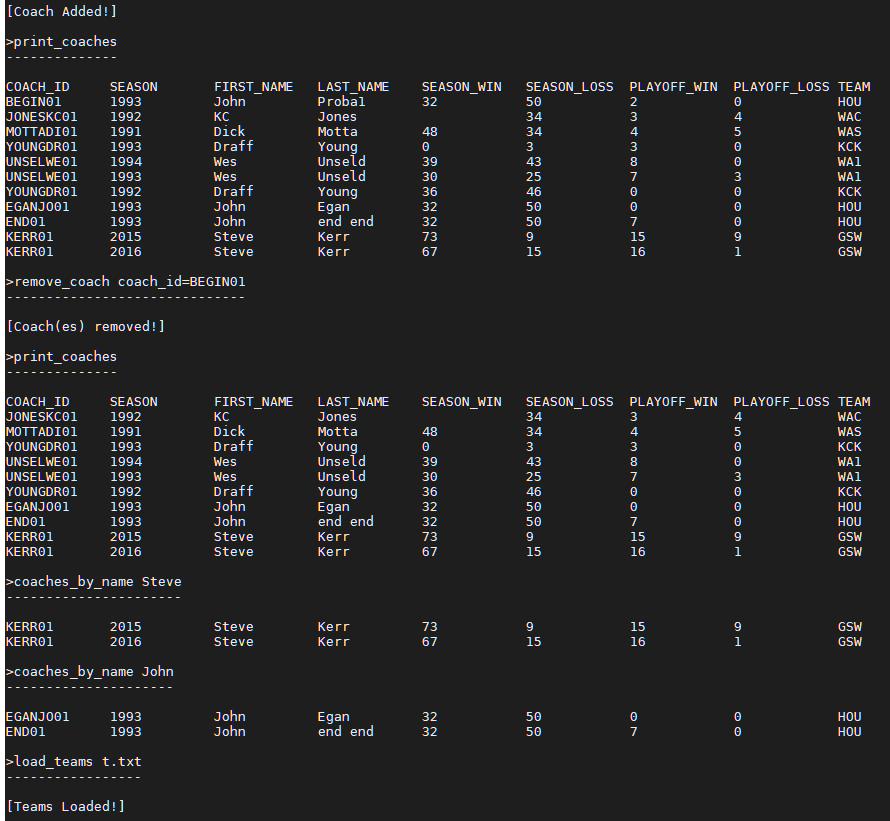 [Coach Added!]
>print_coaches
--------------
COACH_ID     SEASON       FIRST_NAME   LAST_NAME    SEASON_WIN   SEASON_LOSS  PLAYOFF_WIN  PLAYOFF_LOSS TEAM
BEGIN01      1993         John         Proba1       32           50           2            0            HOU
JONESKC01    1992         KC           Jones                     34           3            4            WAC
MOTTADI01    1991         Dick         Motta        48           34           4            5            WAS
YOUNGDR01    1993         Draff        Young        0            3            3            0            KCK
UNSELWE01    1994         Wes          Unseld       39           43           8            0            WA1
UNSELWE01    1993         Wes          Unseld       30           25           7            3            WA1
YOUNGDR01    1992         Draff        Young        36           46           0            0            KCK
EGANJO01     1993         John         Egan         32           50           0            0            HOU
END01        1993         John         end end      32           50           7            0            HOU
KERR01       2015         Steve        Kerr         73           9            15           9            GSW
KERR01       2016         Steve        Kerr         67           15           16           1            GSW
>remove_coach coach_id=BEGIN01
------------------------------
[Coach(es) removed!]
>print_coaches
--------------
COACH_ID     SEASON       FIRST_NAME   LAST_NAME    SEASON_WIN   SEASON_LOSS  PLAYOFF_WIN  PLAYOFF_LOSS TEAM
JONESKC01    1992         KC           Jones                     34           3            4            WAC
MOTTADI01    1991         Dick         Motta        48           34           4            5            WAS
YOUNGDR01    1993         Draff        Young        0            3            3            0            KCK
UNSELWE01    1994         Wes          Unseld       39           43           8            0            WA1
UNSELWE01    1993         Wes          Unseld       30           25           7            3            WA1
YOUNGDR01    1992         Draff        Young        36           46           0            0            KCK
EGANJO01     1993         John         Egan         32           50           0            0            HOU
END01        1993         John         end end      32           50           7            0            HOU
KERR01       2015         Steve        Kerr         73           9            15           9            GSW
KERR01       2016         Steve        Kerr         67           15           16           1            GSW
>coaches_by_name Steve
----------------------
KERR01       2015         Steve        Kerr         73           9            15           9            GSW
KERR01       2016         Steve        Kerr         67           15           16           1            GSW
>coaches_by_name John
---------------------
EGANJO01     1993         John         Egan         32           50           0            0            HOU
END01        1993         John         end end      32           50           7            0            HOU
>load_teams t.txt
-----------------
[Teams Loaded!]